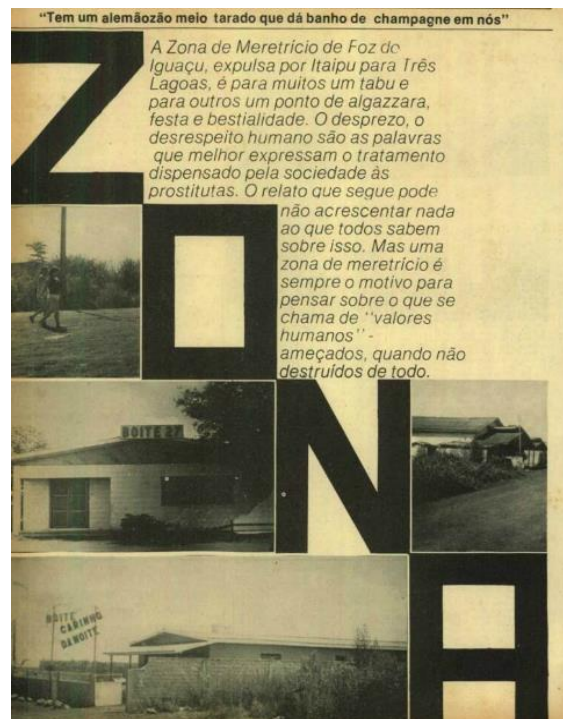 "Tem um alemãozão meio tarado que dá banho de champagne em nós"
A Zona de Meretrício de Foz do
Iguaçu, expulsa por Itaipu para Três
Lagoas, é para muitos um tabu e
para outros um ponto de algazzara,
festa e bestialidade. O desprezo, o
desrespeito humano são as palavras
que melhor expressam o tratamento
dispensado pela sociedade às
prostitutas. O relato que segue pode
não acrescentar nada
ao que todos sabem
sobre isso. Mas uma
zona de meretrício é
sempre o motivo para
pensar sobre o que se
chama de "valores
humanos" -
ameçados, quando não
destruídos de todo.
ZONA
BOITE 27
BOITE
CARINHO
DA NOITE